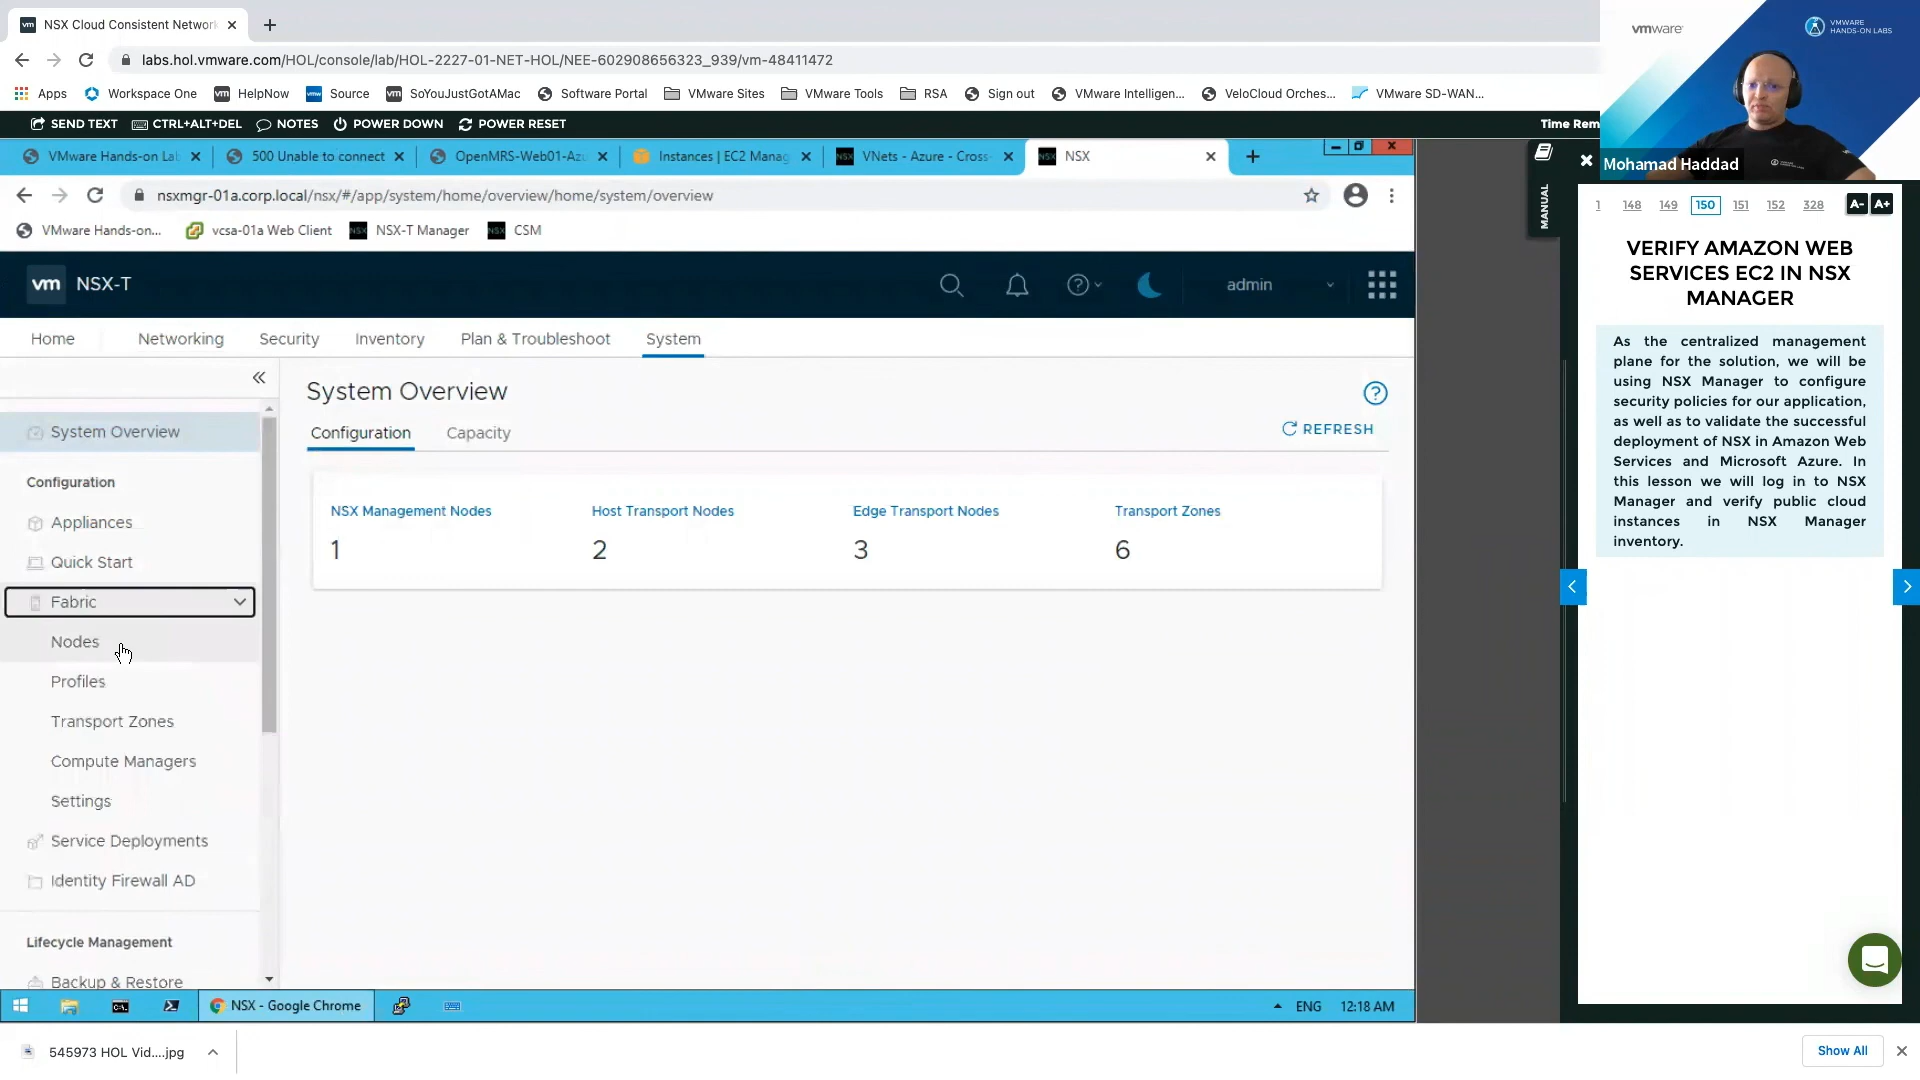 NSX Cloud Consistent Networ
labs.hol.vmware.com/HOL/console/lab/HOL-2227-01-NET-HOL/NEE-602908656323_939/vm-48411472
Apps
Workspace One
HelpNow
Source
SoYouJustGotAMac
Software Portal
VMware Sites
VMware Tools
RSA
Sign out
VMware Intelligen...
VeloCloud Orches...
VMware SD-WAN...
SEND TEXT
CTRL+ALT+DEL
NOTES
POWER DOWN
POWER RESET
Time Rem
VMware Hands-on La
500 Unable to connect
OpenMRS-Web01-Azu
Instances | EC2 Manag
VNets - Azure - Cross-
NSX
nsxmgr-01a.corp.local/nsx/#/app/system/home/overview/home/system/overview
VMware Hands-on...
vcsa-01a Web Client
NSX-T Manager
CSM
vm NSX-T
admin
Home
Networking
Security
Inventory
Plan & Troubleshoot
System
System Overview
Configuration
Appliances
Quick Start
Fabric
Nodes
Profiles
Transport Zones
Compute Managers
Settings
Service Deployments
Identity Firewall AD
Lifecycle Management
Backup & Restore
System Overview
Configuration
Capacity
REFRESH
NSX Management Nodes
1
Host Transport Nodes
2
Edge Transport Nodes
3
Transport Zones
6
NSX - Google Chrome
ENG
12:18 AM
545973 HOL Vid....jpg
Show All
vmware
VMWARE
HANDS-ON LABS
Mohamad Haddad
MANUAL
1 148 149 150 151 152 328
A- A+
VERIFY AMAZON WEB
SERVICES EC2 IN NSX
MANAGER
As the centralized management
plane for the solution, we will be
using NSX Manager to configure
security policies for our application,
as well as to validate the successful
deployment of NSX in Amazon Web
Services and Microsoft Azure. In
this lesson we will log in to NSX
Manager and verify public cloud
instances in NSX Manager
inventory.